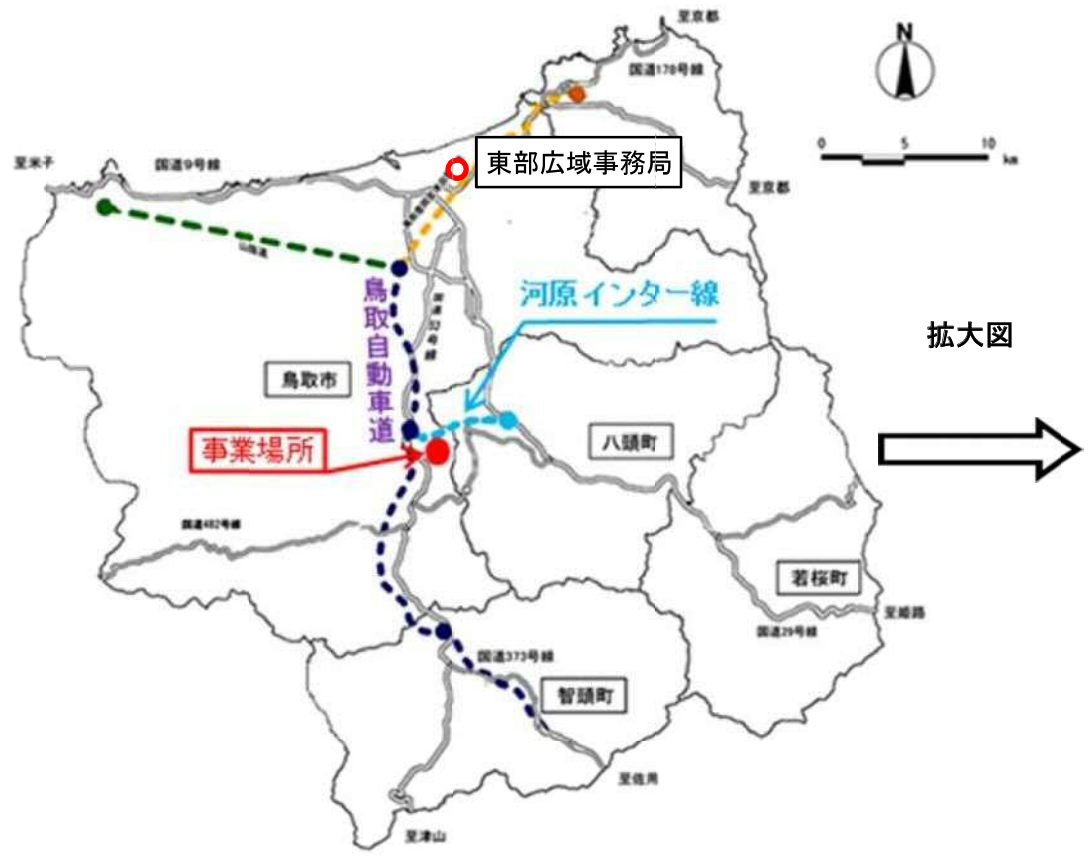 至京都
N
国道178号線
0 5 10
km
東部広域事務局
至米子
国道9号線
至京都
山陰道
河原インター線
鳥取自動車道
国道53号線
拡大図
鳥取市
事業場所
八頭町
国道482号線
若桜町
至姫路
国道29号線
国道373号線
智頭町
至佐用
至津山